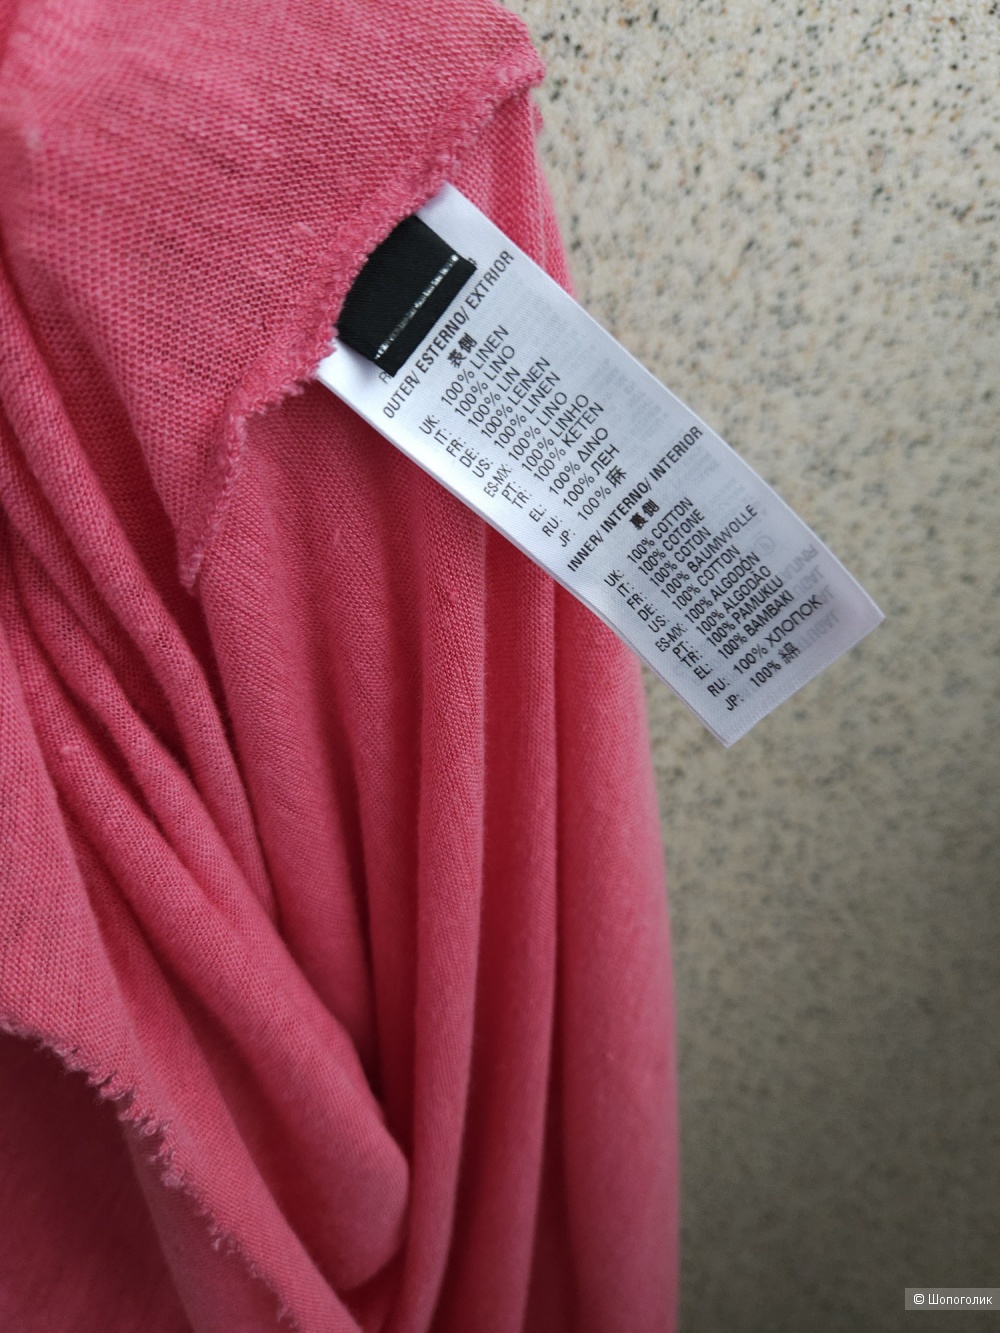 OUTER/ ESTERNO/ EXTRIOR
表側
UK: 100% LINEN
IT: 100% LINO
FR: 100% LIN
DE: 100% LEINEN
US: 100% LINEN
ES-MX: 100% LINO
PT: 100% LINHO
TR: 100% KETEN
EL: 100% ΔΙΝΟ
RU: 100% ЛЕН
JP: 100% 麻
INNER/ INTERNO/ INTERIOR
裏側
UK: 100% COTTON
IT: 100% COTONE
FR: 100% COTON
DE: 100% BAUMWOLLE
US: 100% COTTON
ES-MX: 100% ALGODÓN
PT: 100% ALGODAO
TR: 100% PAMUKLU
EL: 100% BAMBAKI
RU: 100% ХЛОПОК
JP: 100% 綿
© Шопоголик